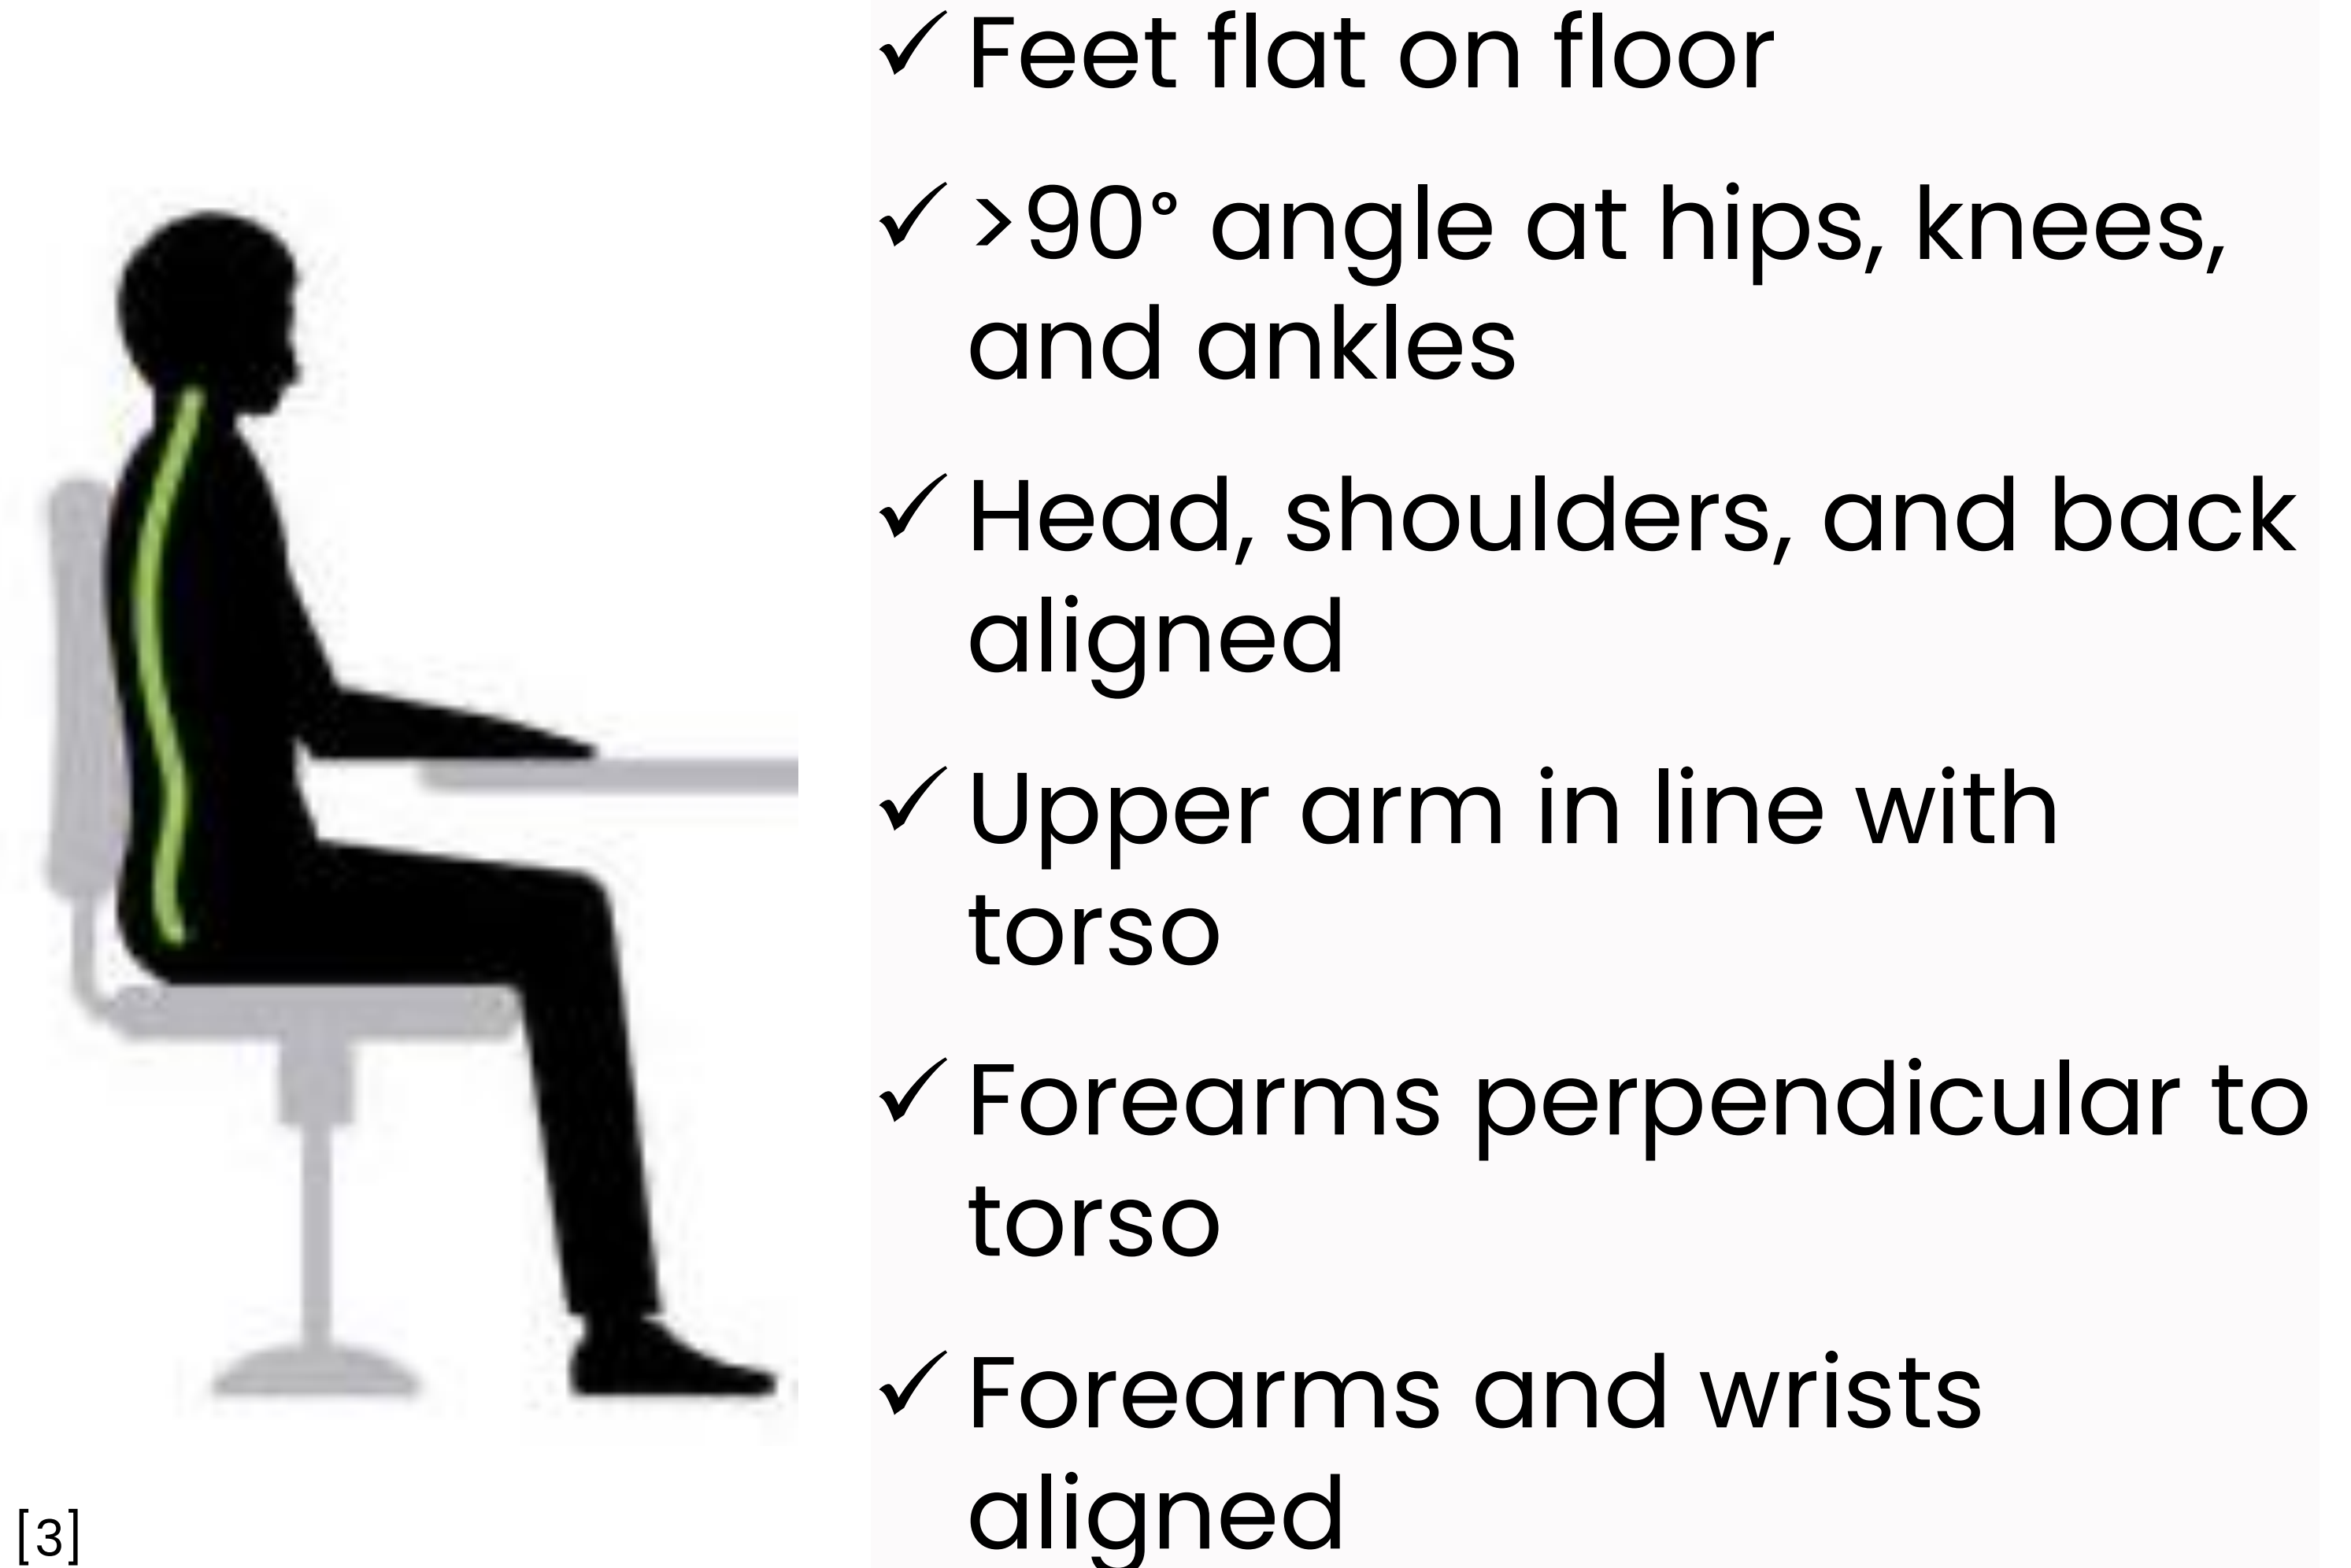 ✓ Feet flat on floor
✓ >90° angle at hips, knees,
and ankles
✓ Head, shoulders, and back
aligned
✓ Upper arm in line with
torso
✓ Forearms perpendicular to
torso
✓ Forearms and wrists
aligned
[3]